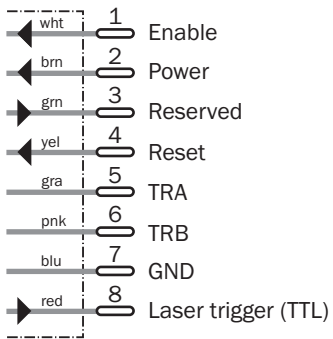 wht 1 Enable
brn 2 Power
grn 3 Reserved
yel 4 Reset
gra 5 TRA
pnk 6 TRB
blu 7 GND
red 8 Laser trigger (TTL)